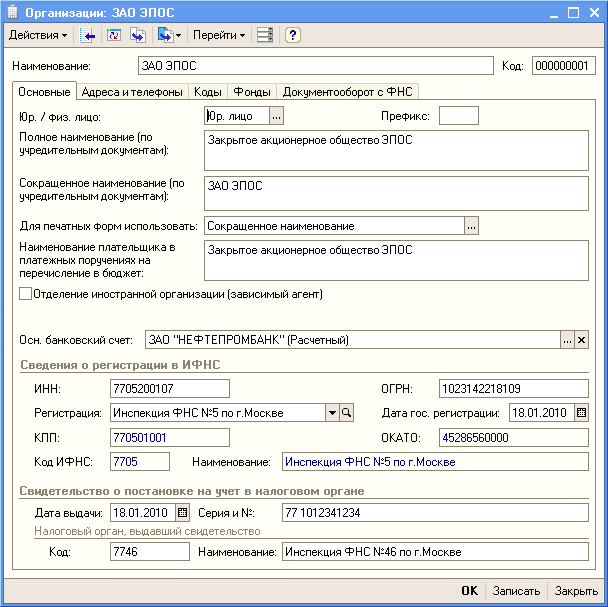 Организации: ЗАО ЭПОС
Действия Перейти ?
Наименование: ЗАО ЭПОС Код: 000000001
Основные Адреса и телефоны Коды Фонды Документооборот с ФНС
Юр. / физ. лицо: Юр. лицо ... Префикс:
Полное наименование (по учредительным документам): Закрытое акционерное общество ЭПОС
Сокращенное наименование (по учредительным документам): ЗАО ЭПОС
Для печатных форм использовать: Сокращенное наименование ...
Наименование плательщика в платежных поручениях на перечисление в бюджет: Закрытое акционерное общество ЭПОС
Отделение иностранной организации (зависимый агент)
Осн. банковский счет: ЗАО "НЕФТЕПРОМБАНК" (Расчетный) ... ×
Сведения о регистрации в ИФНС
ИНН: 7705200107 ОГРН: 1023142218109
Регистрация: Инспекция ФНС №5 по г.Москве Дата гос. регистрации: 18.01.2010
КПП: 770501001 ОКАТО: 45286560000
Код ИФНС: 7705 Наименование: Инспекция ФНС №5 по г.Москве
Свидетельство о постановке на учет в налоговом органе
Дата выдачи: 18.01.2010 Серия и №: 77 1012341234
Налоговый орган, выдавший свидетельство
Код: 7746 Наименование: Инспекция ФНС №46 по г.Москве
OK Записать Закрыть